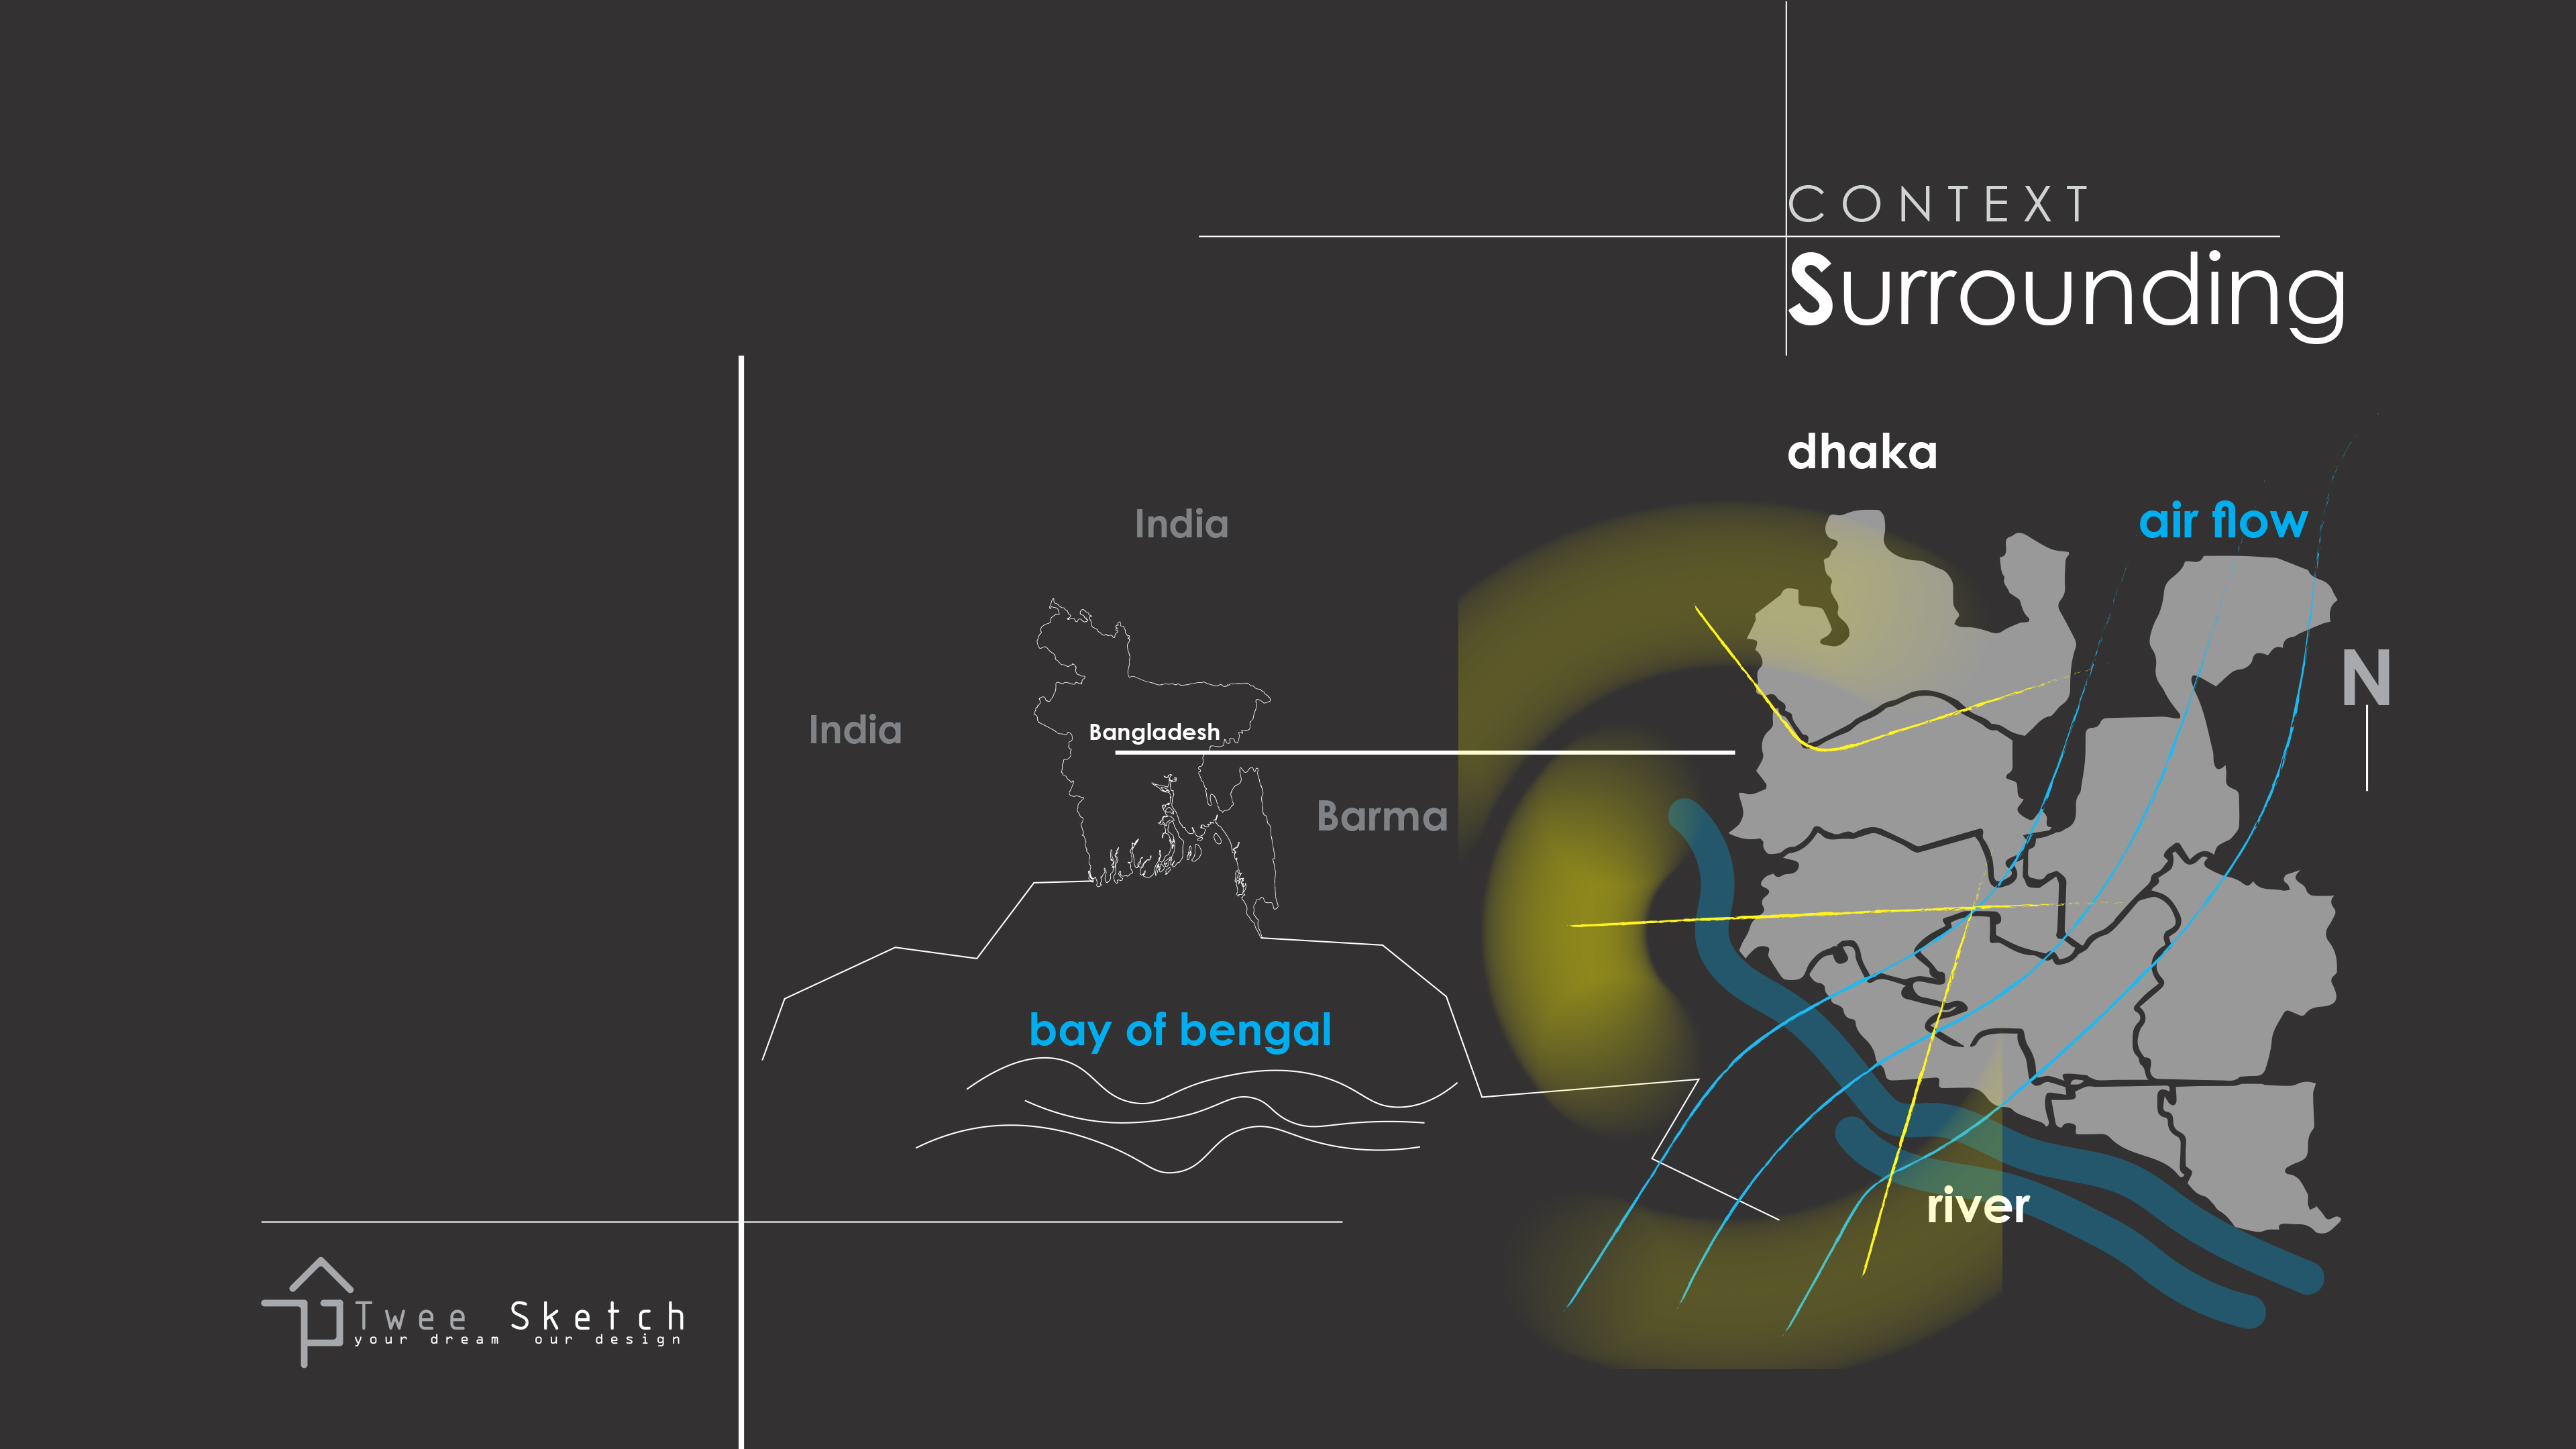 CONTEXT
Surrounding
dhaka
India
air flow
N
India
Bangladesh
Barma
bay of bengal
river
Twee Sketch
your dream our design